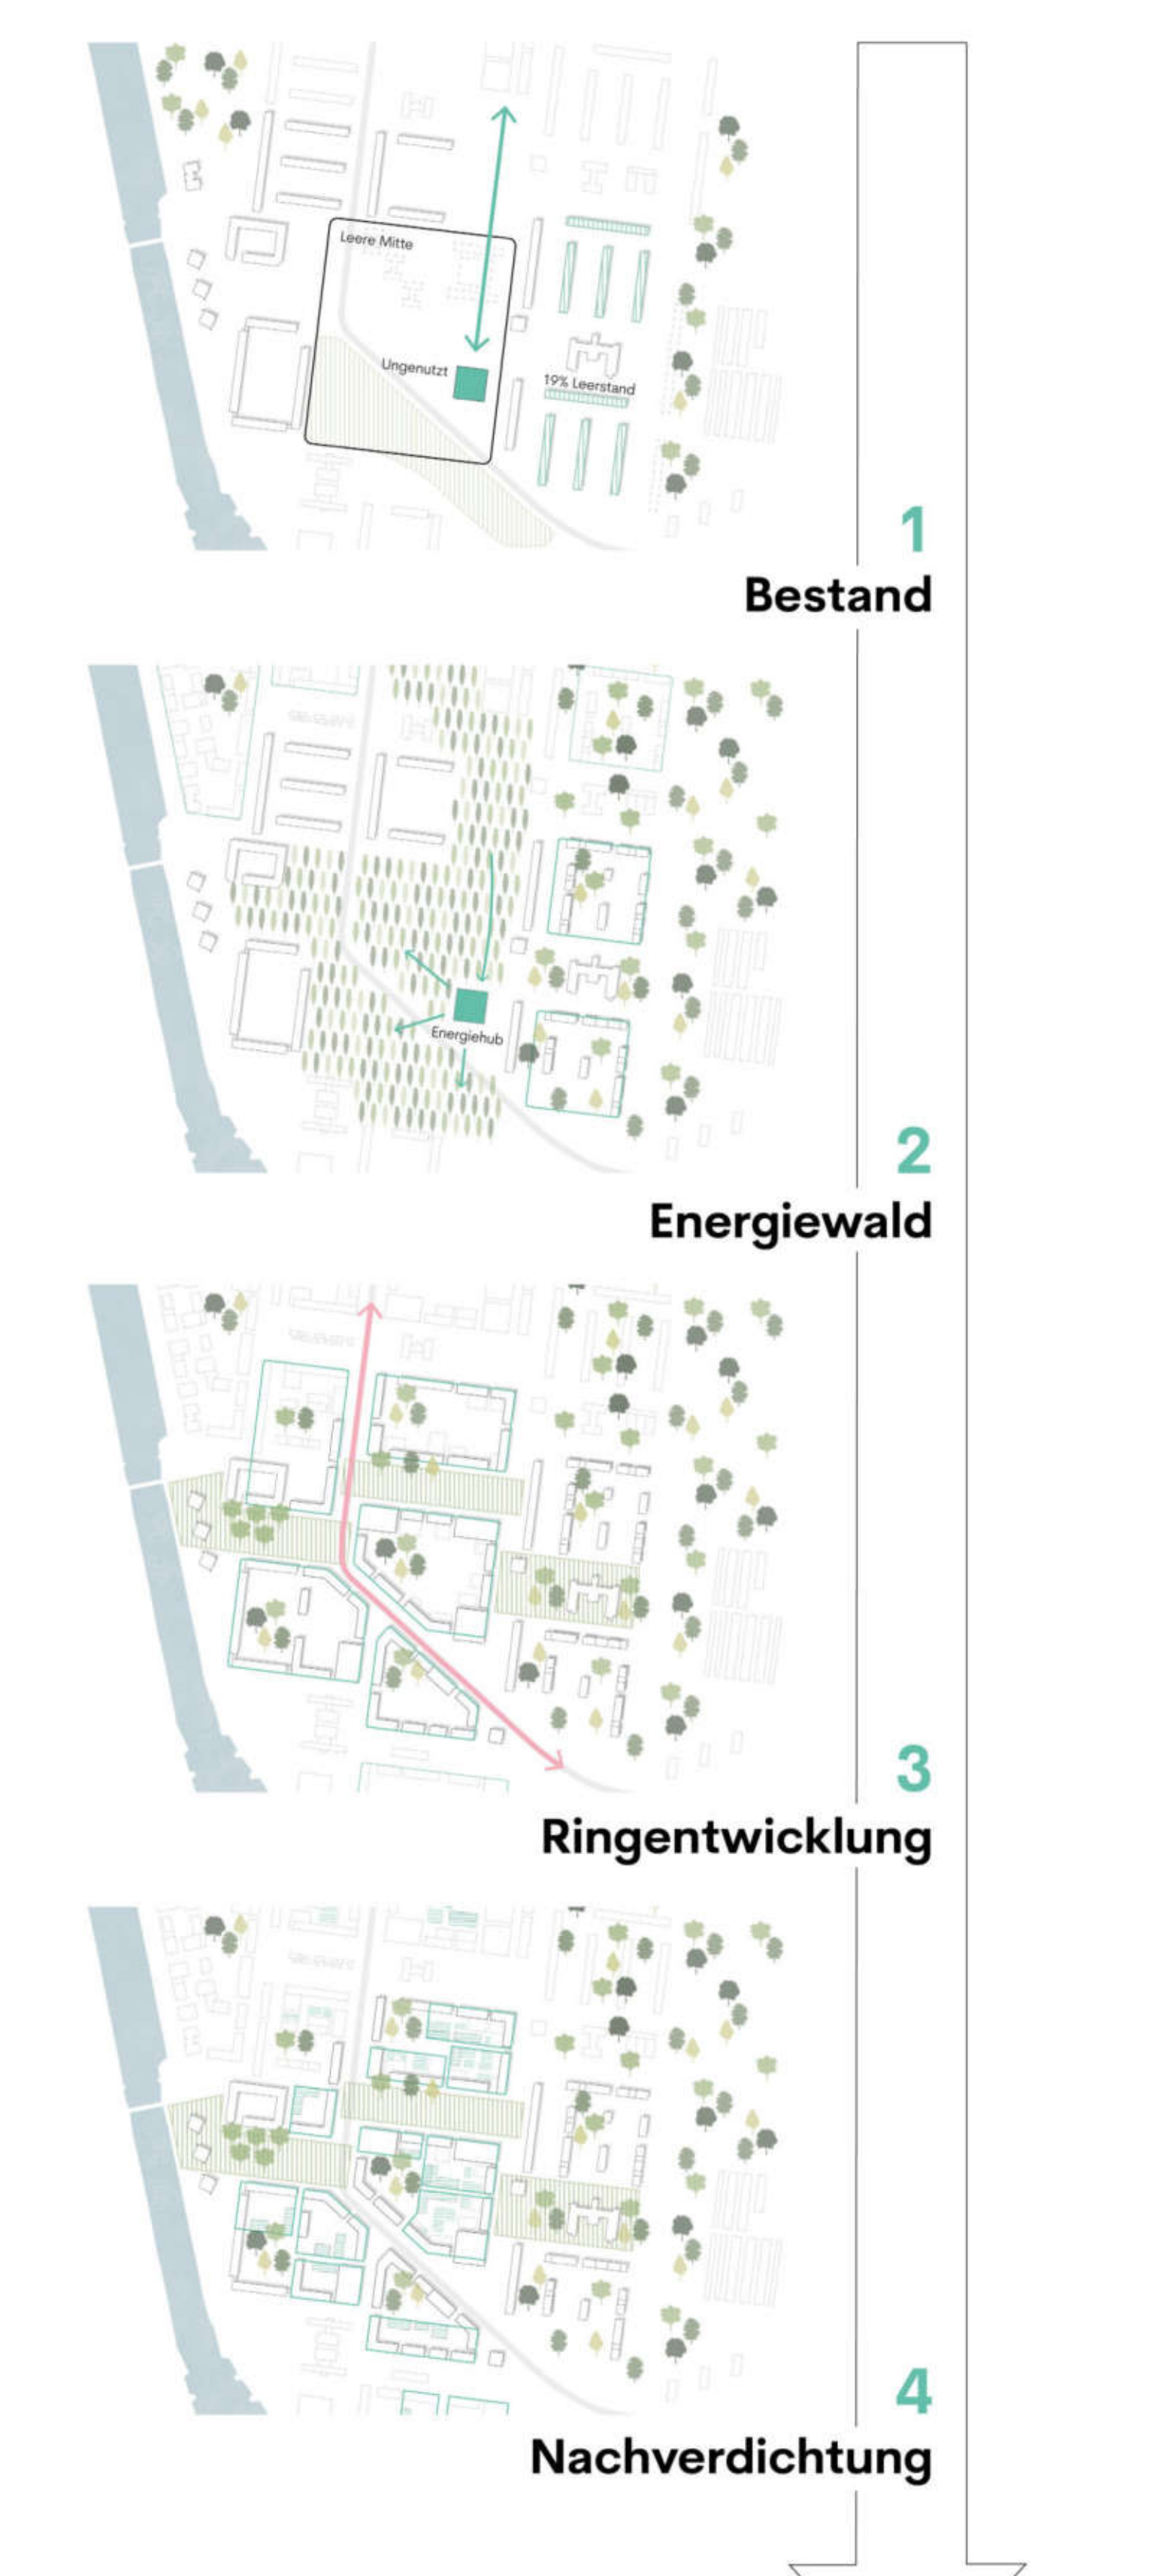 Leere Mitte
Ungenutzt
19% Leerstand
1
Bestand
Energiehub
2
Energiewald
3
Ringentwicklung
4
Nachverdichtung